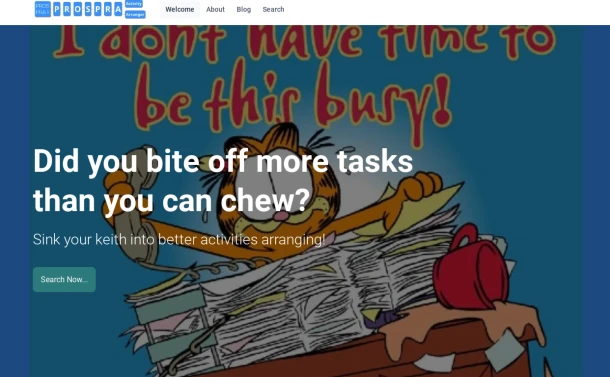 PROSPRA
Activity
Arranger
Welcome About Blog Search
I don't have time to
be this busy!
Did you bite off more tasks
than you can chew?
Sink your keith into better activities arranging!
Search Now...